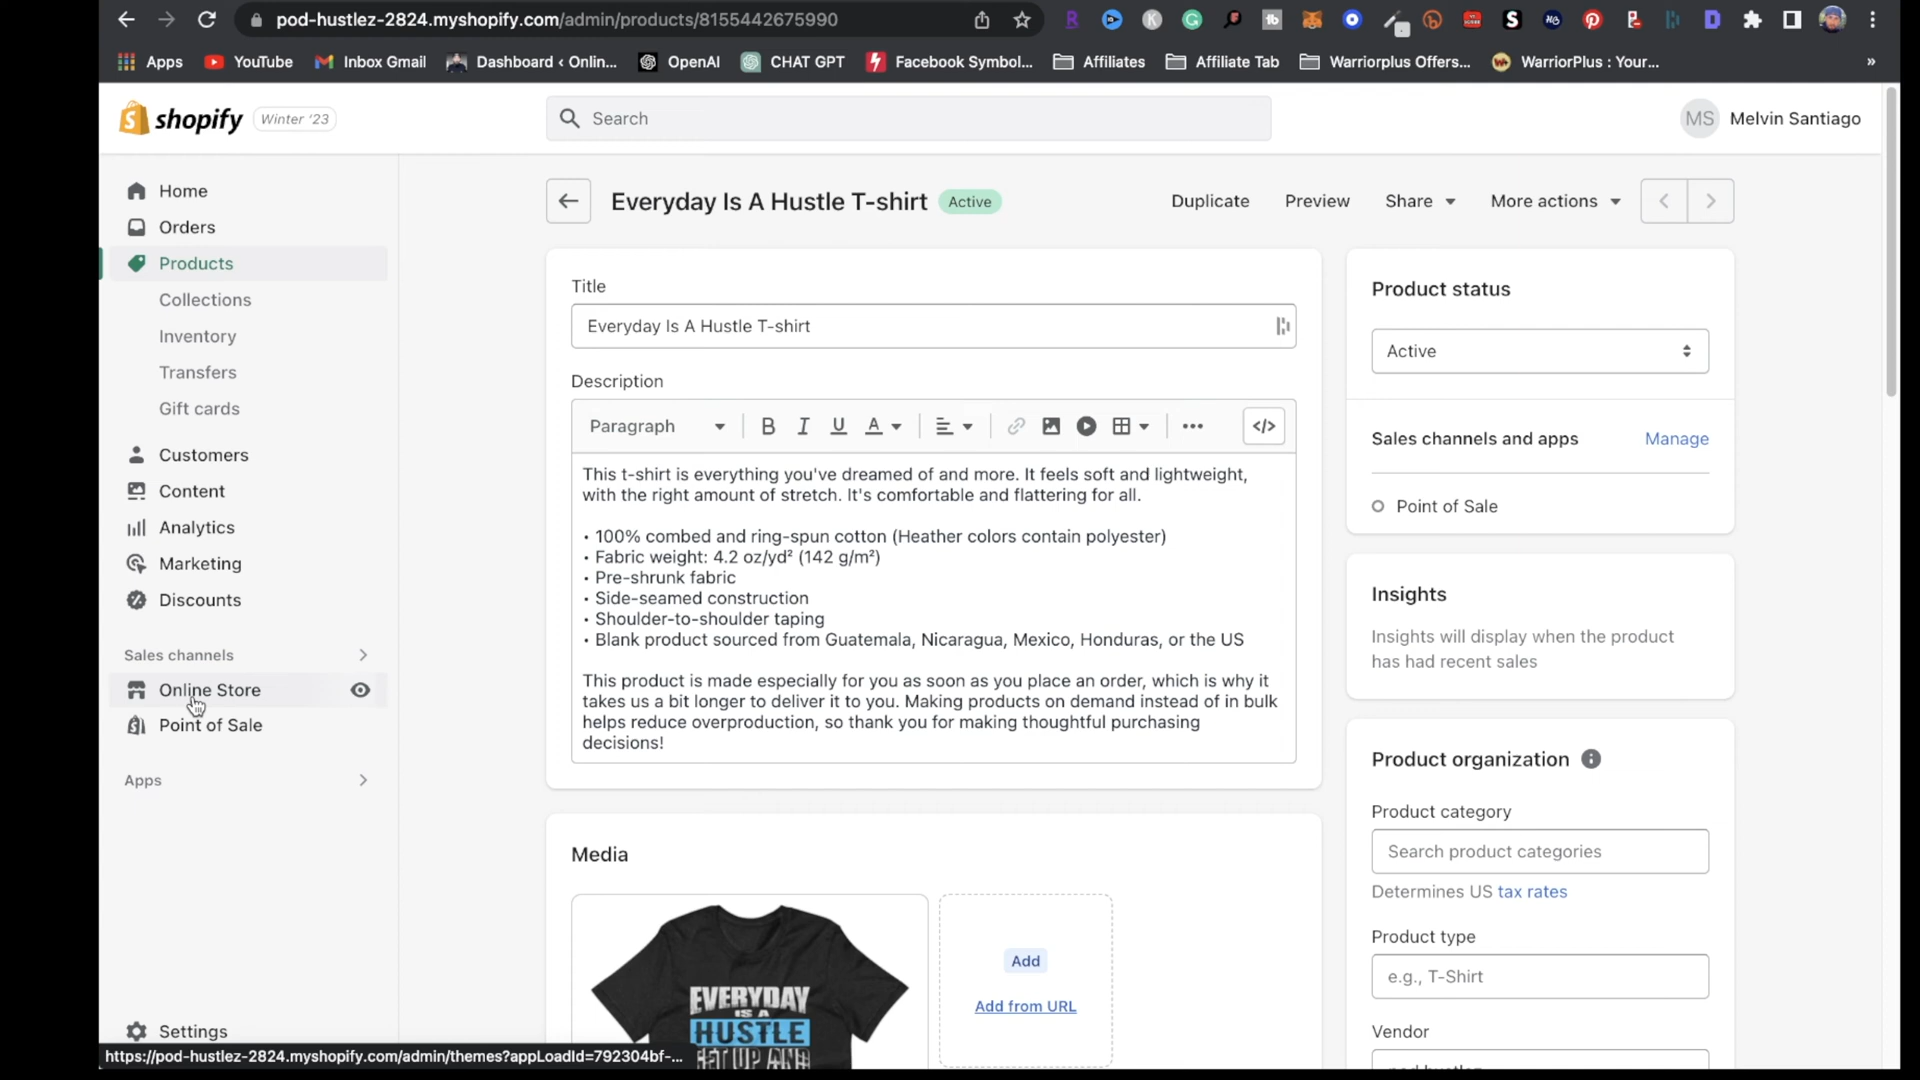 pod-hustlez-2824.myshopify.com/admin/products/8155442675990
Apps YouTube Inbox Gmail Dashboard ‹ Onlin... OpenAI CHAT GPT Facebook Symbol... Affiliates Affiliate Tab Warriorplus Offers... WarriorPlus : Your... »
shopify Winter '23 Search MS Melvin Santiago
Home
Orders
Products
Collections
Inventory
Transfers
Gift cards
Customers
Content
Analytics
Marketing
Discounts
Sales channels
Online Store
Point of Sale
Apps
Settings
https://pod-hustlez-2824.myshopify.com/admin/themes?appLoadId=792304bf-...
Everyday Is A Hustle T-shirt Active Duplicate Preview Share More actions
Title
Everyday Is A Hustle T-shirt
Description
Paragraph B I U A </>
This t-shirt is everything you've dreamed of and more. It feels soft and lightweight,
with the right amount of stretch. It's comfortable and flattering for all.
• 100% combed and ring-spun cotton (Heather colors contain polyester)
• Fabric weight: 4.2 oz/yd² (142 g/m²)
• Pre-shrunk fabric
• Side-seamed construction
• Shoulder-to-shoulder taping
• Blank product sourced from Guatemala, Nicaragua, Mexico, Honduras, or the US
This product is made especially for you as soon as you place an order, which is why it
takes us a bit longer to deliver it to you. Making products on demand instead of in bulk
helps reduce overproduction, so thank you for making thoughtful purchasing
decisions!
Media
EVERYDAY
IS A
HUSTLE
GET UP AND
Add
Add from URL
Product status
Active
Sales channels and apps Manage
Point of Sale
Insights
Insights will display when the product
has had recent sales
Product organization
Product category
Search product categories
Determines US tax rates
Product type
e.g., T-Shirt
Vendor
pod hustlez